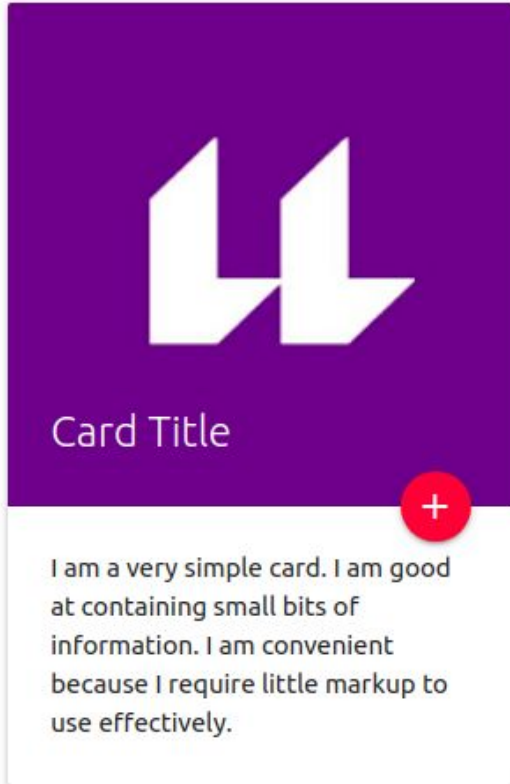 Card Title
+
I am a very simple card. I am good
at containing small bits of
information. I am convenient
because I require little markup to
use effectively.